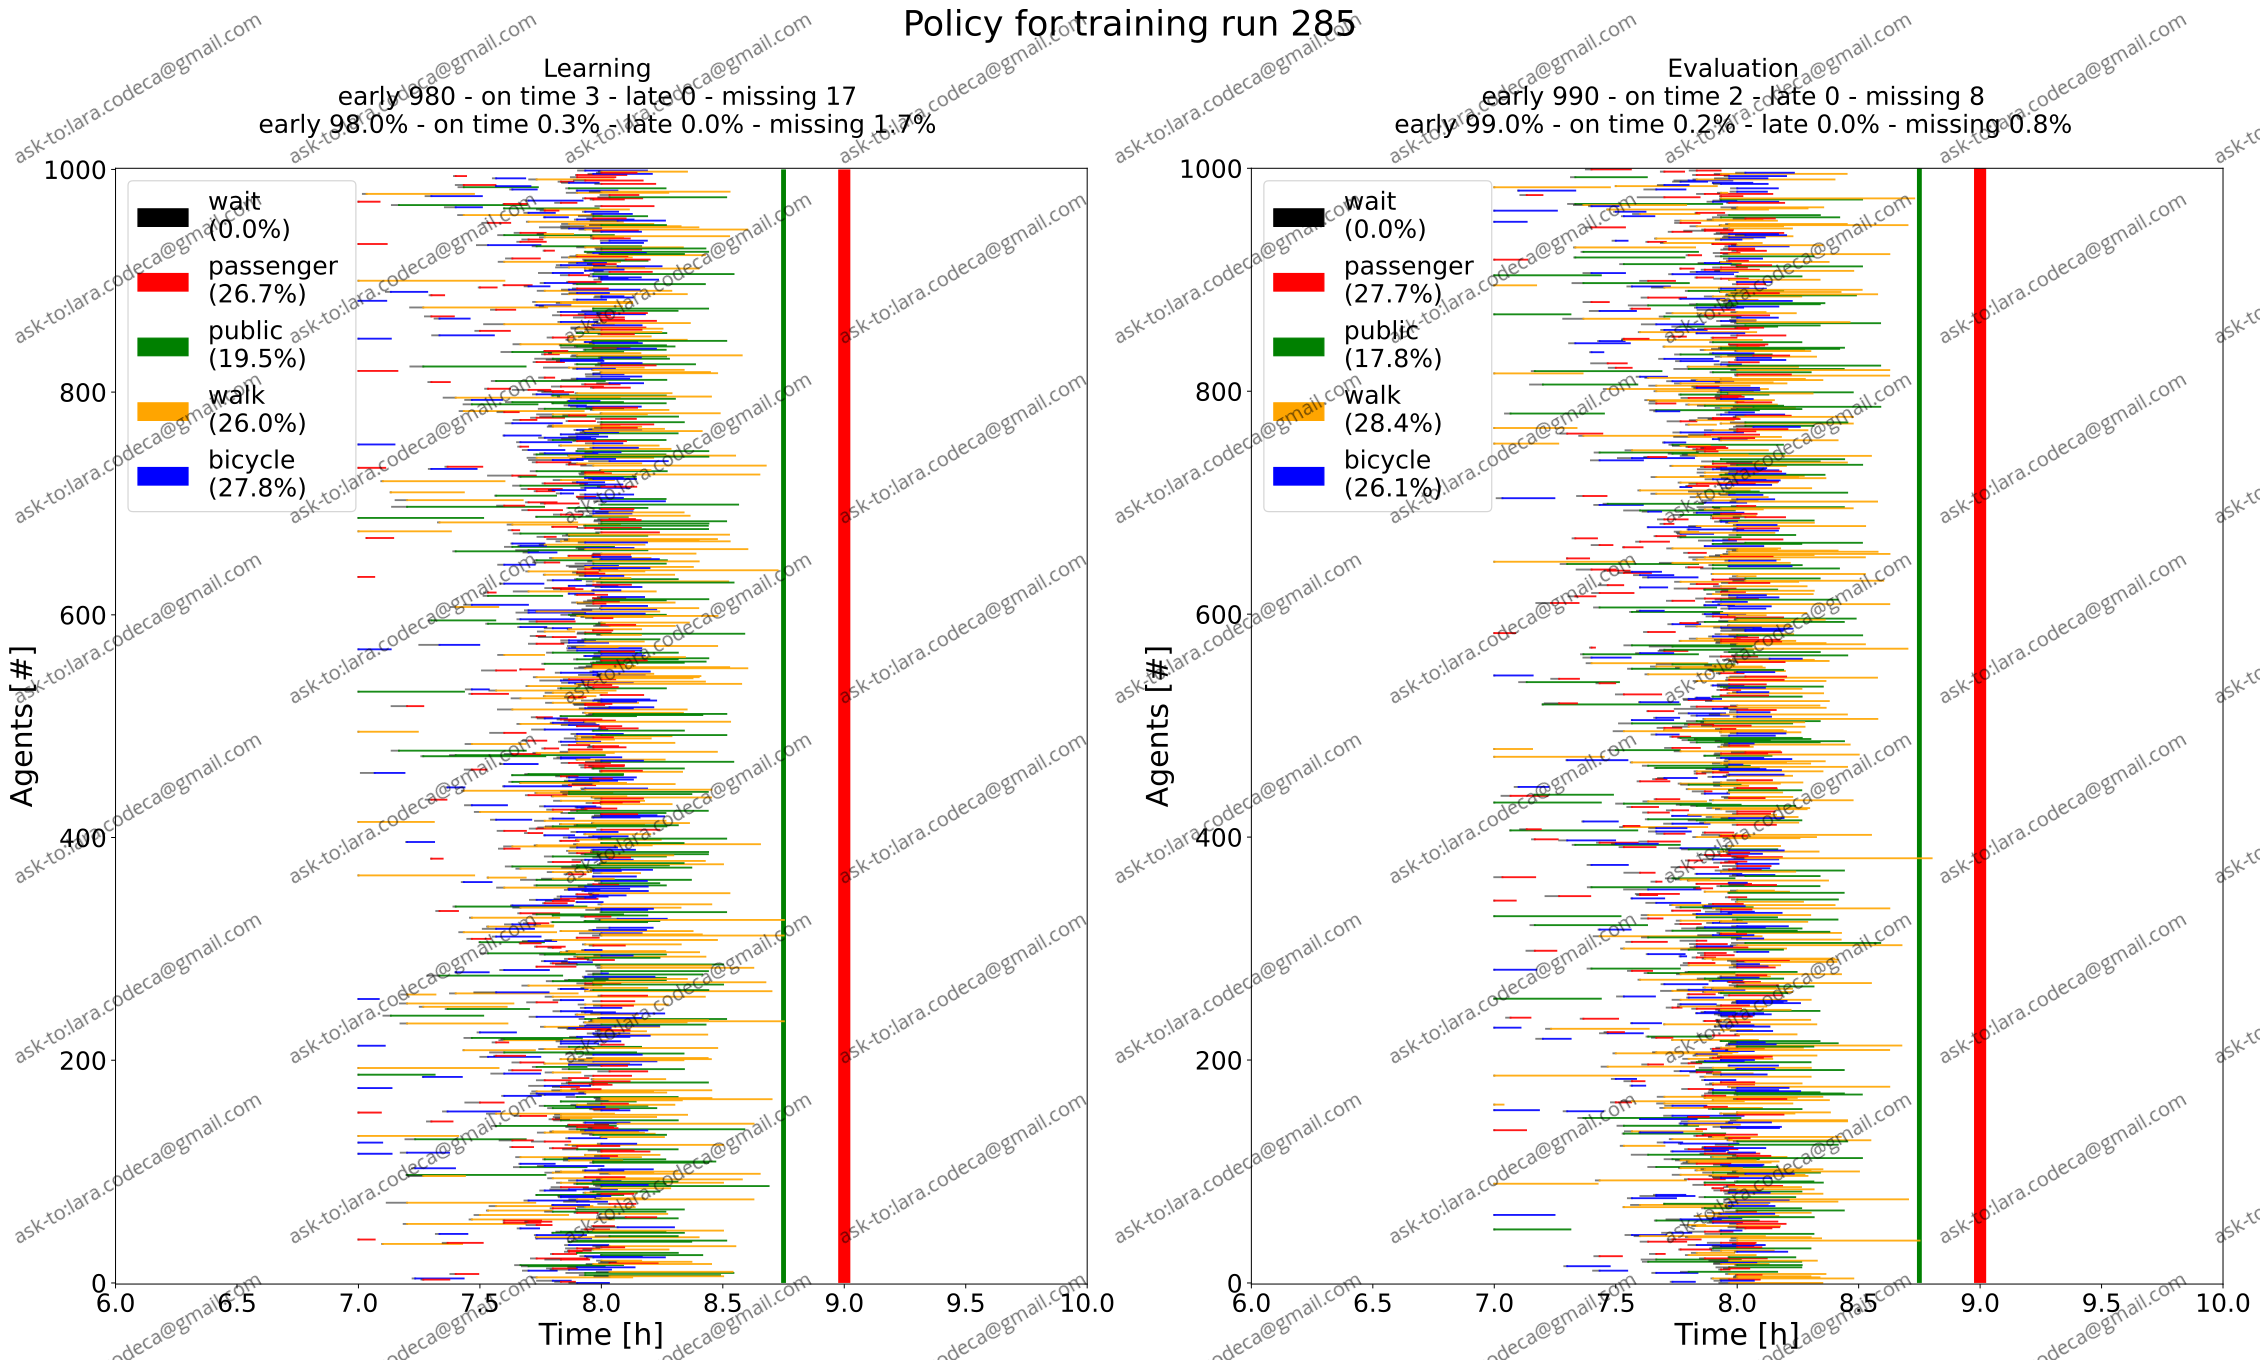 Policy for training run 285
Learning
early 980 - on time 3 - late 0 - missing 17
early 98.0% - on time 0.3% - late 0.0% - missing 1.7%
1000
800
600
400
200
0
Agents [#]
wait
(0.0%)
passenger
(26.7%)
public
(19.5%)
walk
(26.0%)
bicycle
(27.8%)
6.0 6.5 7.0 7.5 8.0 8.5 9.0 9.5 10.0
Time [h]
Evaluation
early 990 - on time 2 - late 0 - missing 8
early 99.0% - on time 0.2% - late 0.0% - missing 0.8%
1000
800
600
400
200
0
Agents [#]
wait
(0.0%)
passenger
(27.7%)
public
(17.8%)
walk
(28.4%)
bicycle
(26.1%)
6.0 6.5 7.0 7.5 8.0 8.5 9.0 9.5 10.0
Time [h]
ask-to:lara.codeca@gmail.com